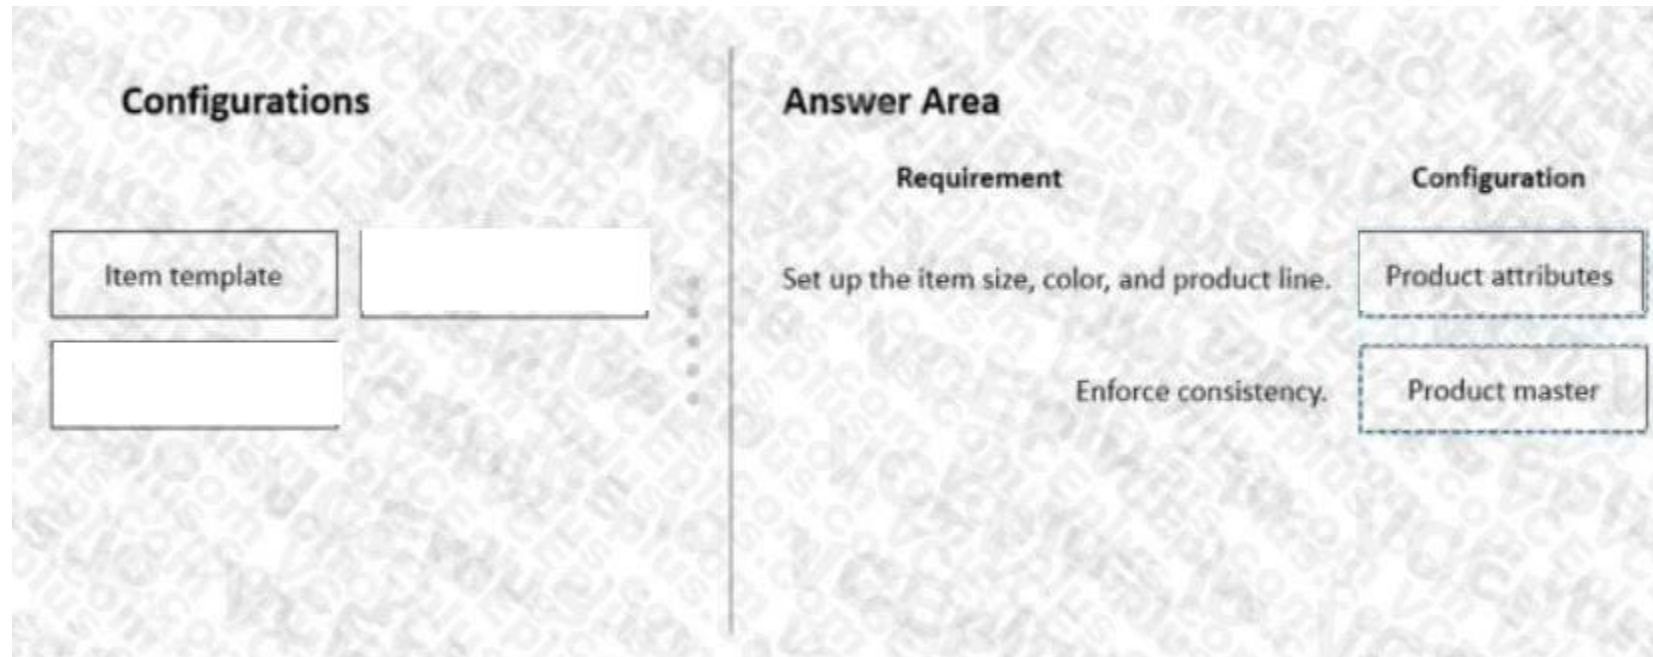 Configurations
Item template
Answer Area
Requirement
Configuration
Set up the item size, color, and product line.
Product attributes
Enforce consistency.
Product master